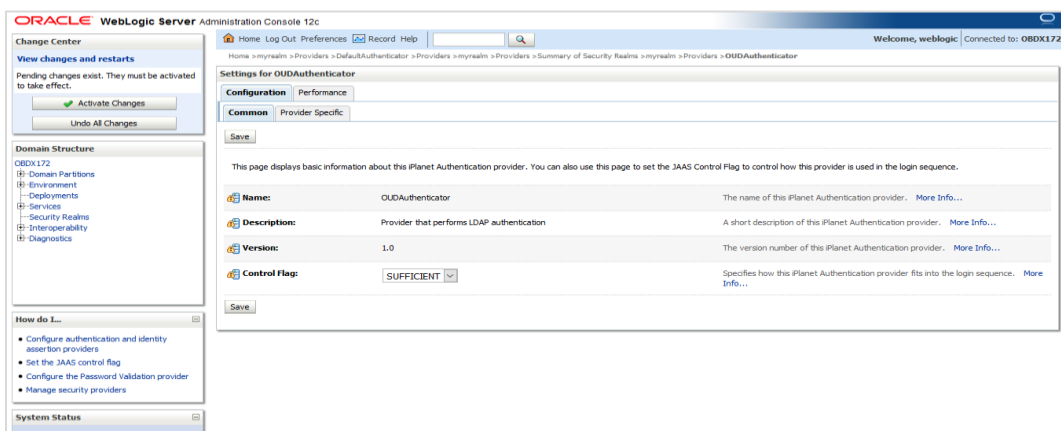 ORACLE WebLogic Server Administration Console 12c
Change Center
View changes and restarts
Pending changes exist. They must be activated
to take effect.
Activate Changes
Undo All Changes
Domain Structure
OBDX172
Domain Partitions
Environment
Deployments
Services
Security Realms
Interoperability
Diagnostics
How do I...
Configure authentication and identity
assertion providers
Set the JAAS control flag
Configure the Password Validation provider
Manage security providers
System Status
Home Log Out Preferences Record Help
Welcome, weblogic Connected to: OBDX172
Home >myrealm >Providers >DefaultAuthenticator >Providers >myrealm >Providers >Summary of Security Realms >myrealm >Providers >OUDAuthenticator
Settings for OUDAuthenticator
Configuration Performance
Common Provider Specific
Save
This page displays basic information about this iPlanet Authentication provider. You can also use this page to set the JAAS Control Flag to control how this provider is used in the login sequence.
Name: OUDAuthenticator The name of this iPlanet Authentication provider. More Info...
Description: Provider that performs LDAP authentication A short description of this iPlanet Authentication provider. More Info...
Version: 1.0 The version number of this iPlanet Authentication provider. More Info...
Control Flag: SUFFICIENT Specifies how this iPlanet Authentication provider fits into the login sequence. More
Info...
Save